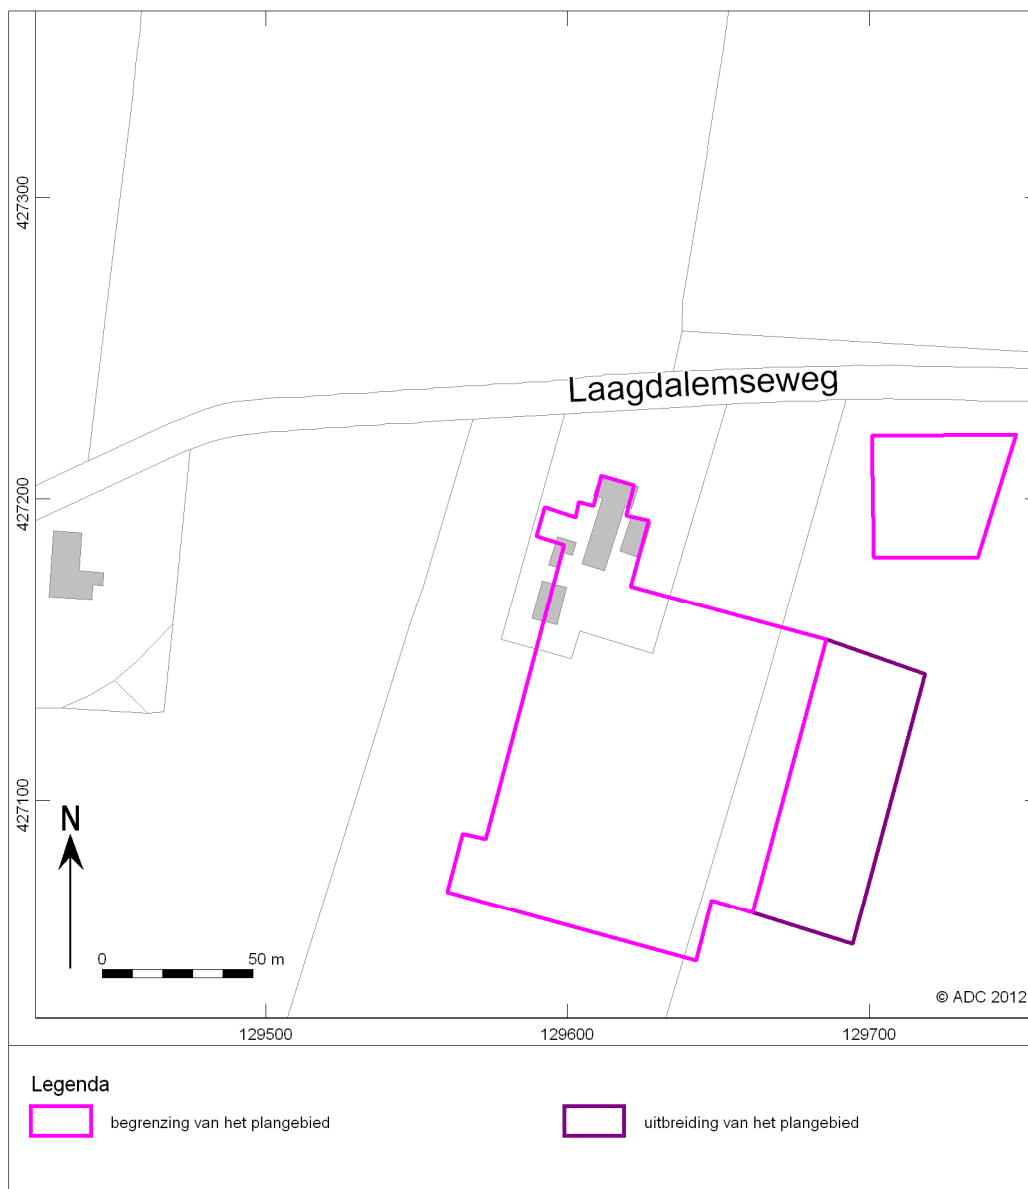 427300
Laagdalemseweg
427200
427100
N
0 50 m
© ADC 2012
129500 129600 129700
Legenda
begrenzing van het plangebied
uitbreiding van het plangebied